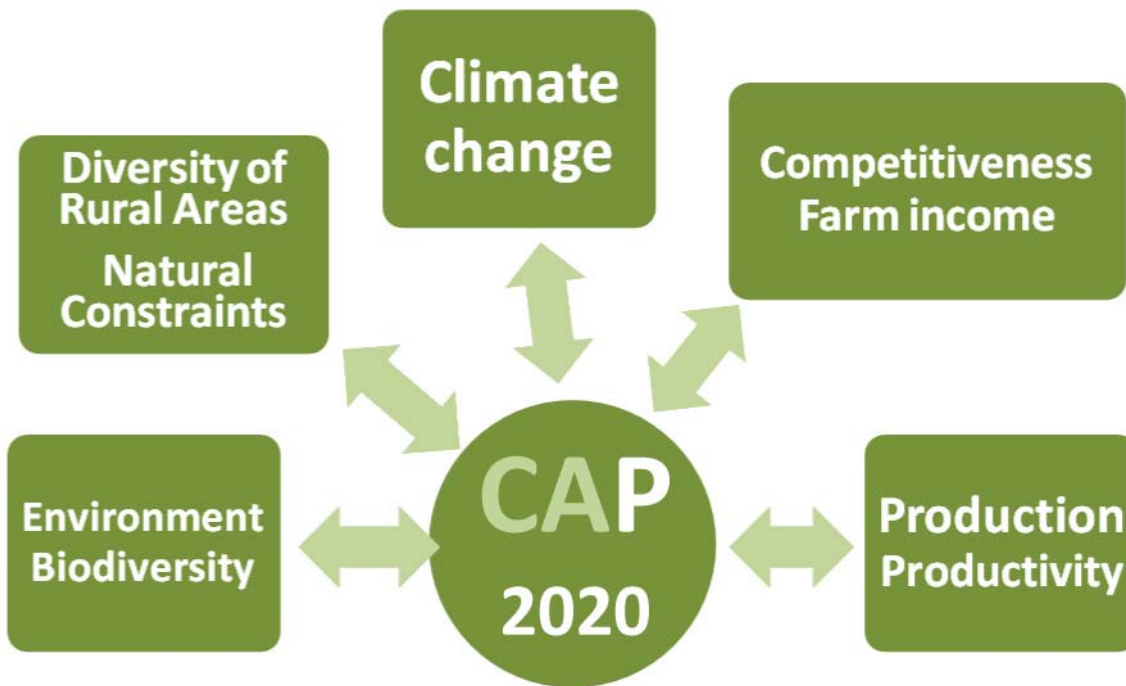 Climate
change
Diversity of
Rural Areas
Natural
Constraints
Competitiveness
Farm income
Environment
Biodiversity
CAP
2020
Production
Productivity